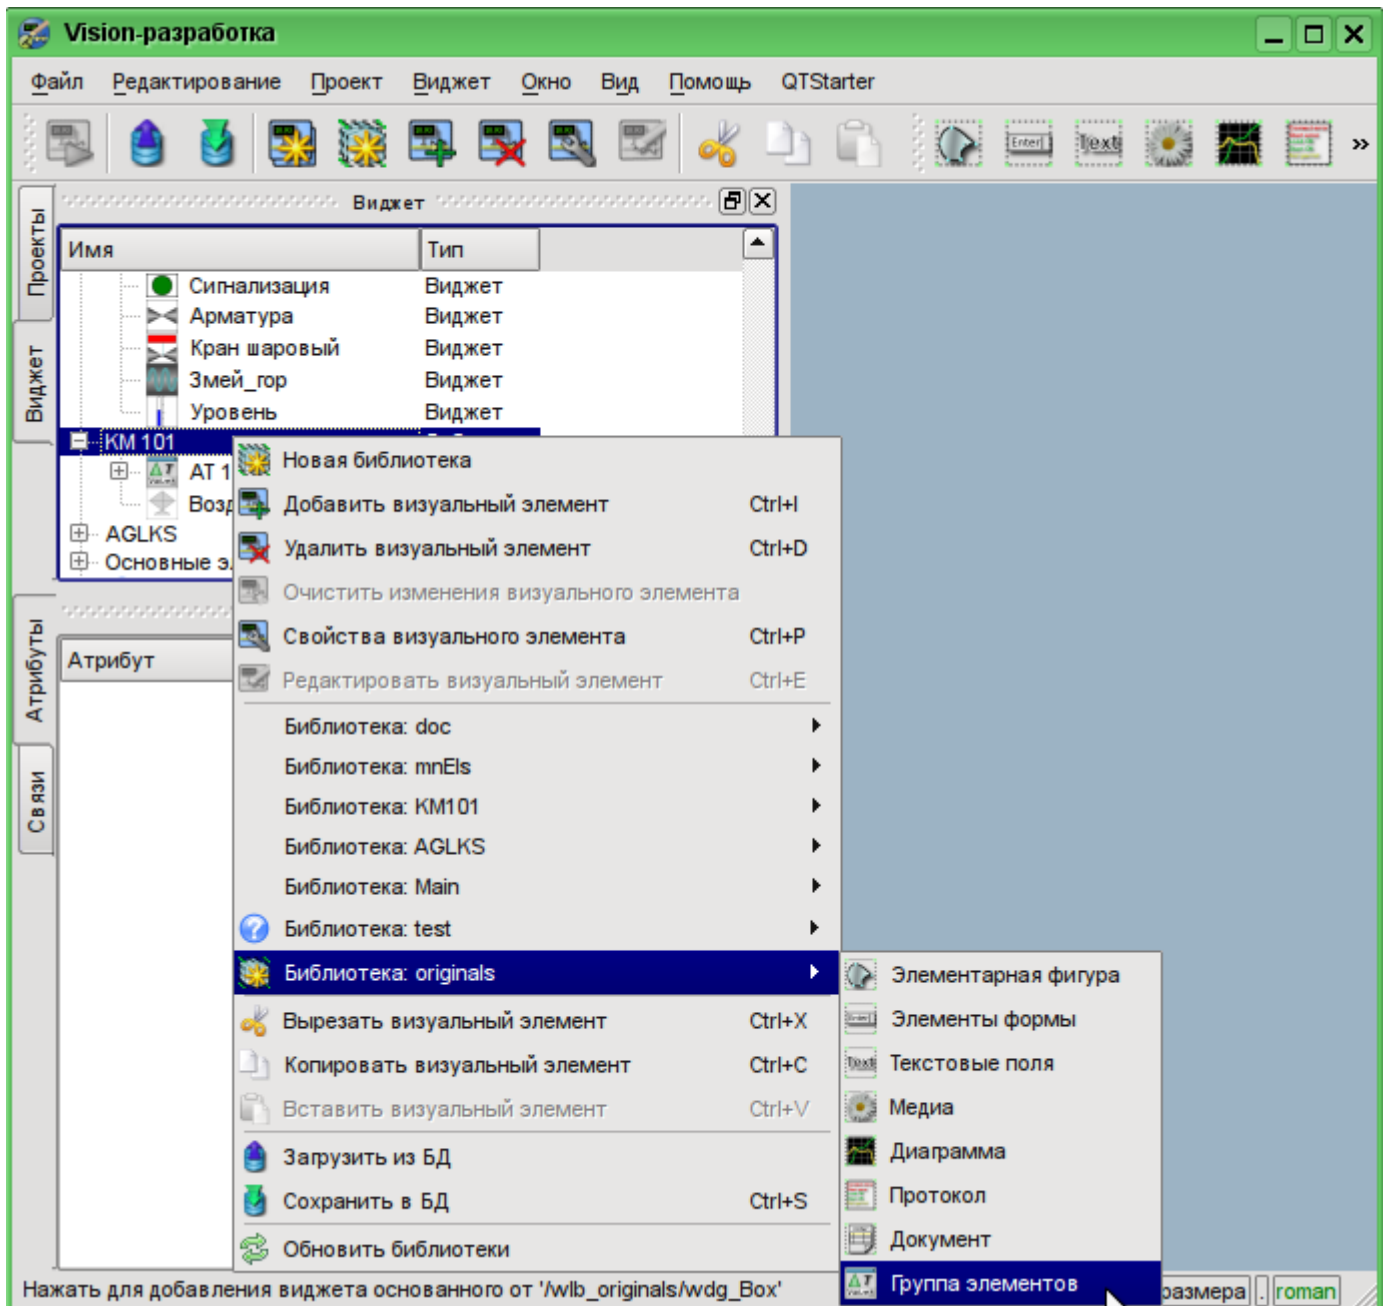 Vision-разработка
Файл Редактирование Проект Виджет Окно Вид Помощь QTStarter
Enter Text »
Проекты
Виджет
Виджет
Имя Тип
Сигнализация Виджет
Арматура Виджет
Кран шаровый Виджет
Змей_гор Виджет
Уровень Виджет
КМ 101
АТ 1
Возд
AGLKS
Основные э
Атрибуты
Связи
Атрибут
Новая библиотека
Добавить визуальный элемент Ctrl+I
Удалить визуальный элемент Ctrl+D
Очистить изменения визуального элемента
Свойства визуального элемента Ctrl+P
Редактировать визуальный элемент Ctrl+E
Библиотека: doc
Библиотека: mnEls
Библиотека: KM101
Библиотека: AGLKS
Библиотека: Main
Библиотека: test
Библиотека: originals
Вырезать визуальный элемент Ctrl+X
Копировать визуальный элемент Ctrl+C
Вставить визуальный элемент Ctrl+V
Загрузить из БД
Сохранить в БД Ctrl+S
Обновить библиотеки
Элементарная фигура
Элементы формы
Текстовые поля
Медиа
Диаграмма
Протокол
Документ
Группа элементов
Нажать для добавления виджета основанного от '/wlb_originals/wdg_Box' размера . roman